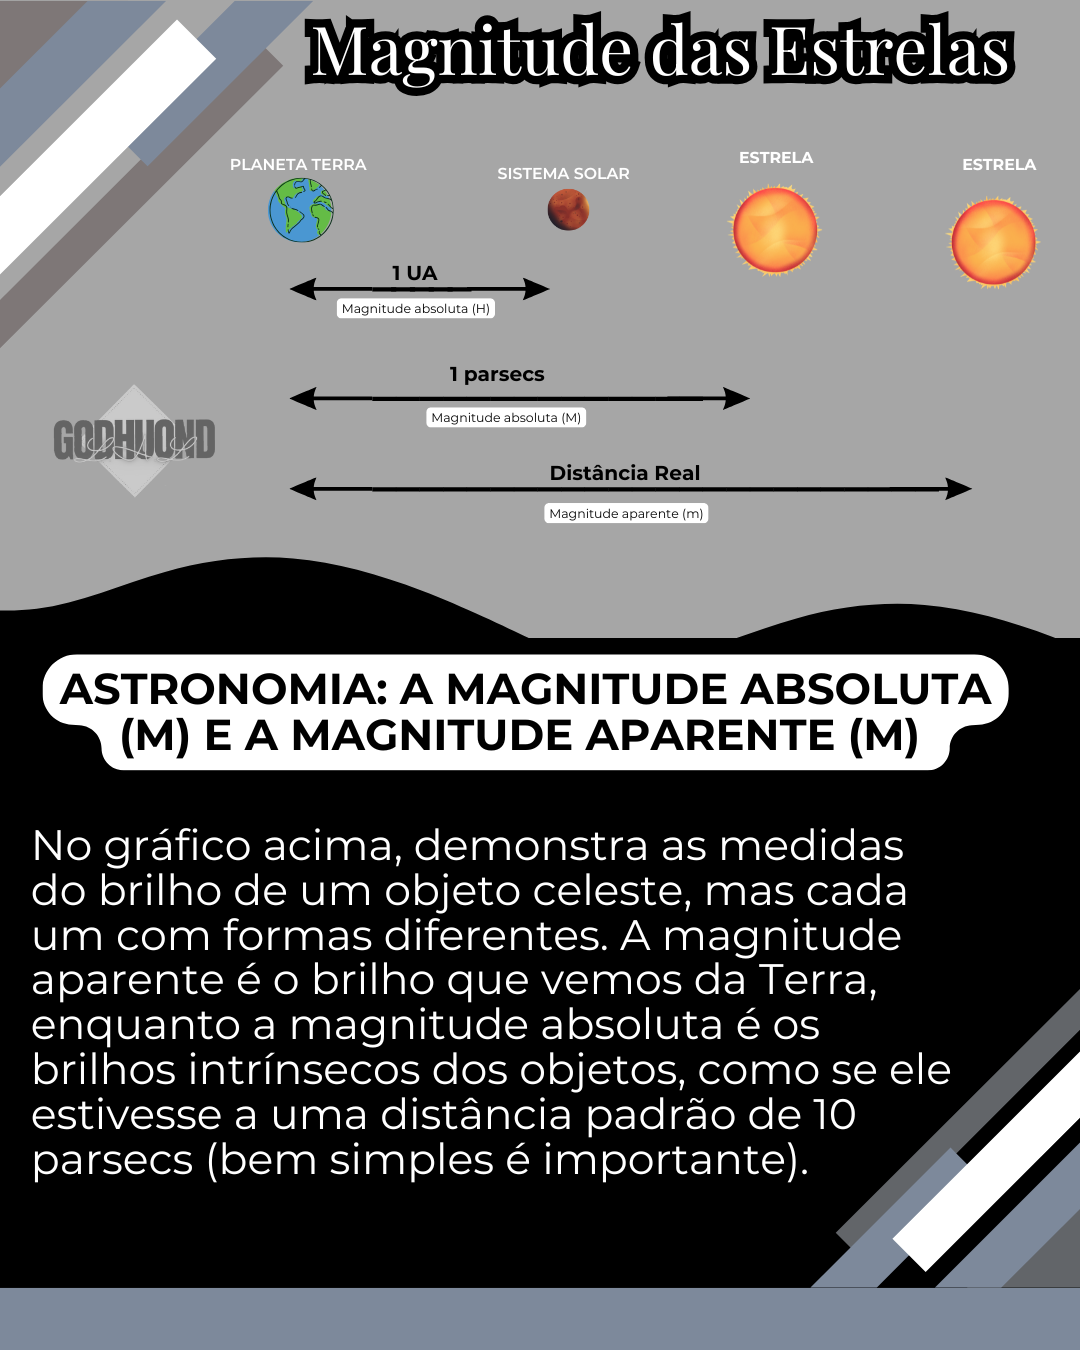 Magnitude das Estrelas
PLANETA TERRA
SISTEMA SOLAR
ESTRELA
ESTRELA
1 UA
Magnitude absoluta (H)
1 parsecs
Magnitude absoluta (M)
GODHUOND
Distância Real
Magnitude aparente (m)
ASTRONOMIA: A MAGNITUDE ABSOLUTA
(M) E A MAGNITUDE APARENTE (M)
No gráfico acima, demonstra as medidas
do brilho de um objeto celeste, mas cada
um com formas diferentes. A magnitude
aparente é o brilho que vemos da Terra,
enquanto a magnitude absoluta é os
brilhos intrínsecos dos objetos, como se ele
estivesse a uma distância padrão de 10
parsecs (bem simples é importante).